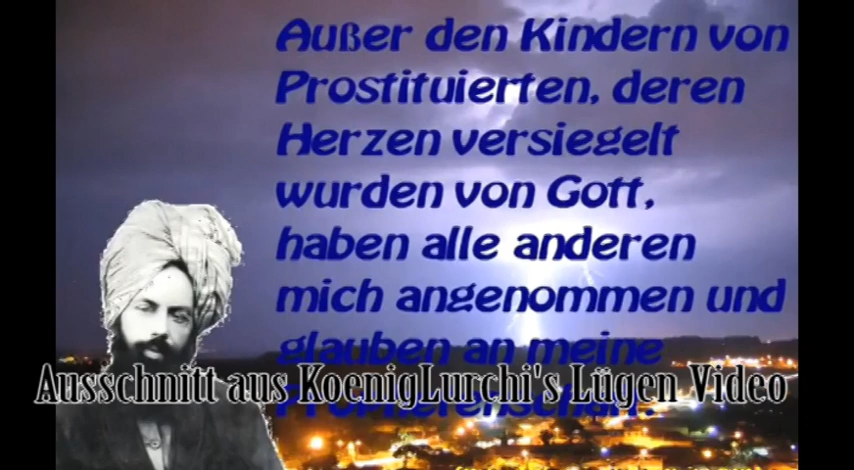 Außer den Kindern von
Prostituierten, deren
Herzen versiegelt
wurden von Gott,
haben alle anderen
mich angenommen und
glauben an meine
Prophetenschaft.
Ausschnitt aus KoenigLurchi's Lügen Video